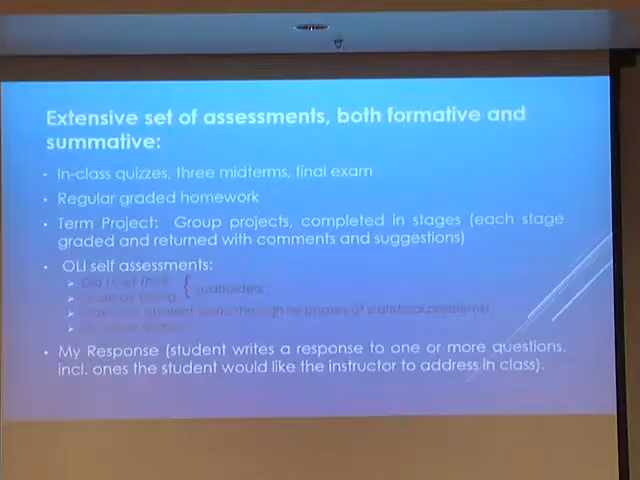 Extensive set of assessments, both formative and
summative:
• In-class quizzes, three midterms, final exam
• Regular graded homework
• Term Project: Group projects, completed in stages (each stage
graded and returned with comments and suggestions)
• OLI self assessments:
Did I Get This
through all phases of statistical problems)
• My Response (student writes a response to one or more questions,
incl. ones the student would like the instructor to address in class).